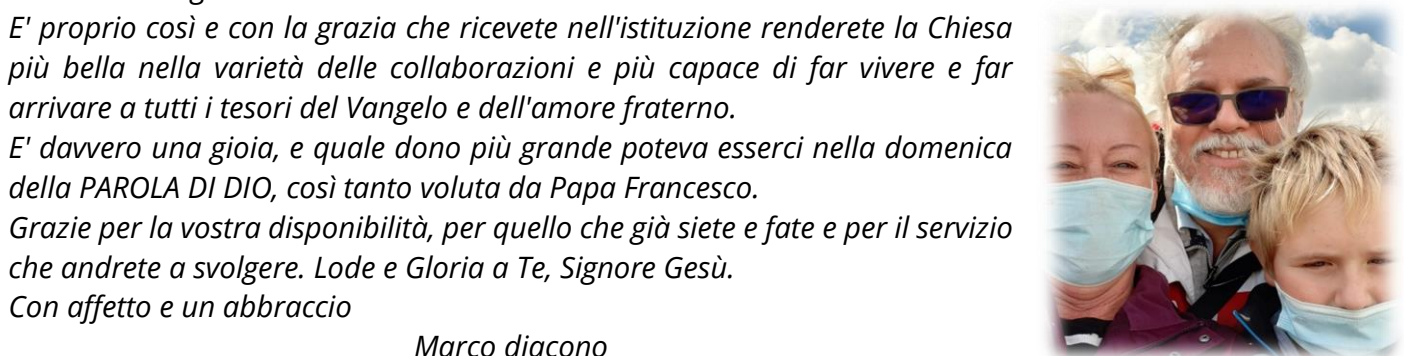 E' proprio così e con la grazia che ricevete nell'istituzione renderete la Chiesa
più bella nella varietà delle collaborazioni e più capace di far vivere e far
arrivare a tutti i tesori del Vangelo e dell'amore fraterno.
E' davvero una gioia, e quale dono più grande poteva esserci nella domenica
della PAROLA DI DIO, così tanto voluta da Papa Francesco.
Grazie per la vostra disponibilità, per quello che già siete e fate e per il servizio
che andrete a svolgere. Lode e Gloria a Te, Signore Gesù.
Con affetto e un abbraccio
Marco diacono